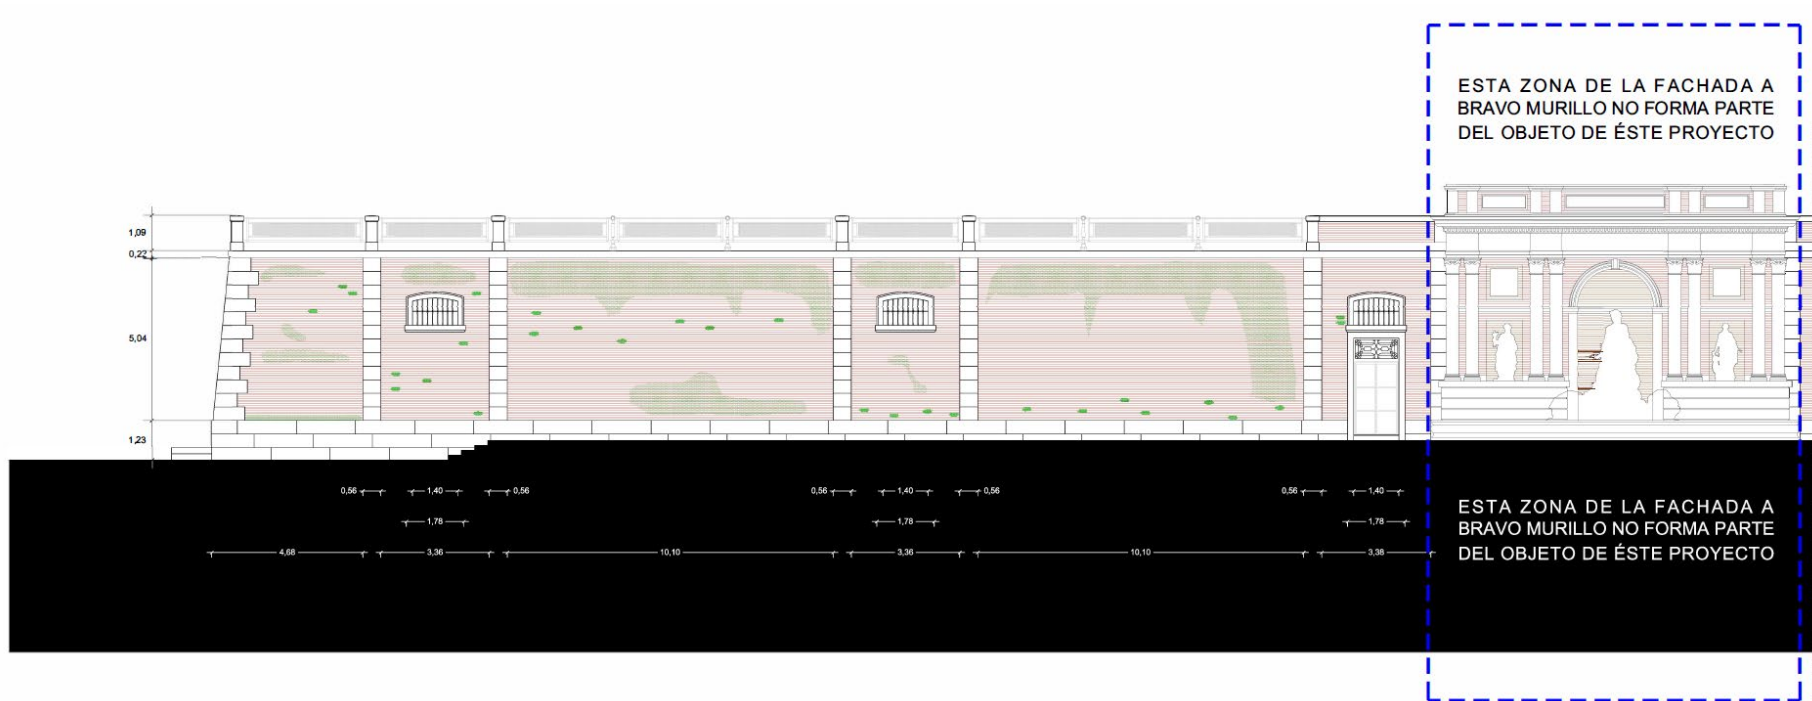 ESTA ZONA DE LA FACHADA A
BRAVO MURILLO NO FORMA PARTE
DEL OBJETO DE ÉSTE PROYECTO
1,09
0,22
5,04
1,23
0,56 1,40 0,56 0,56 1,40 0,56 0,56 1,40
1,78 1,78 1,78
4,68 3,36 10,10 3,36 10,10 3,38
ESTA ZONA DE LA FACHADA A
BRAVO MURILLO NO FORMA PARTE
DEL OBJETO DE ÉSTE PROYECTO